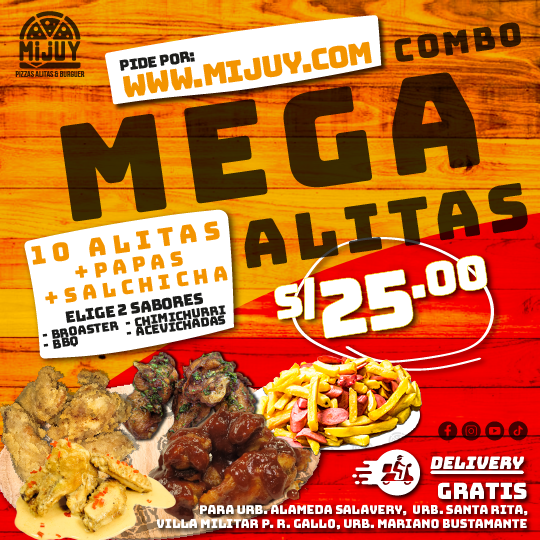 MIJUY
PIZZAS ALITAS & BURGUER
PIDE POR:
WWW.MIJUY.COM
COMBO
MEGA
ALITAS
10 ALITAS
+PAPAS
+SALCHICHA
ELIGE 2 SABORES
- BROASTER - CHIMICHURRI
- BBQ - ACEVICHADAS
S/25.00
DELIVERY
GRATIS
PARA URB. ALAMEDA SALAVERY, URB. SANTA RITA,
VILLA MILITAR P. R. GALLO, URB. MARIANO BUSTAMANTE